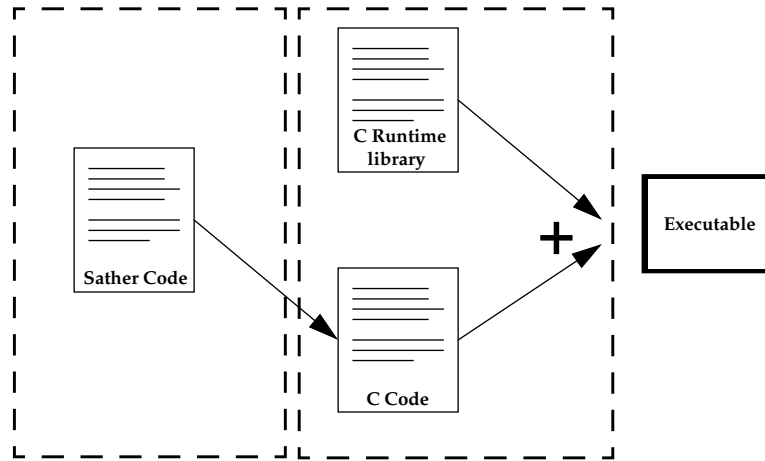 C Runtime
library
Sather Code
+
Executable
C Code